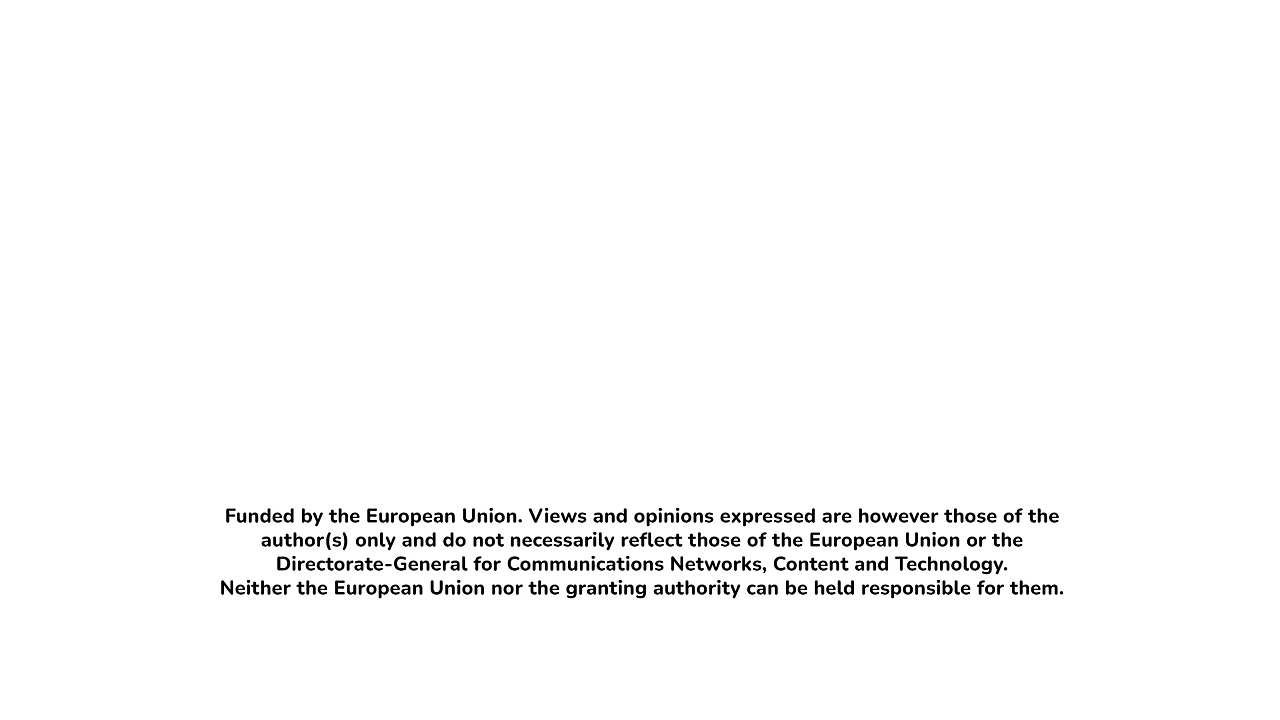 Funded by the European Union. Views and opinions expressed are however those of the
author(s) only and do not necessarily reflect those of the European Union or the
Directorate-General for Communications Networks, Content and Technology.
Neither the European Union nor the granting authority can be held responsible for them.